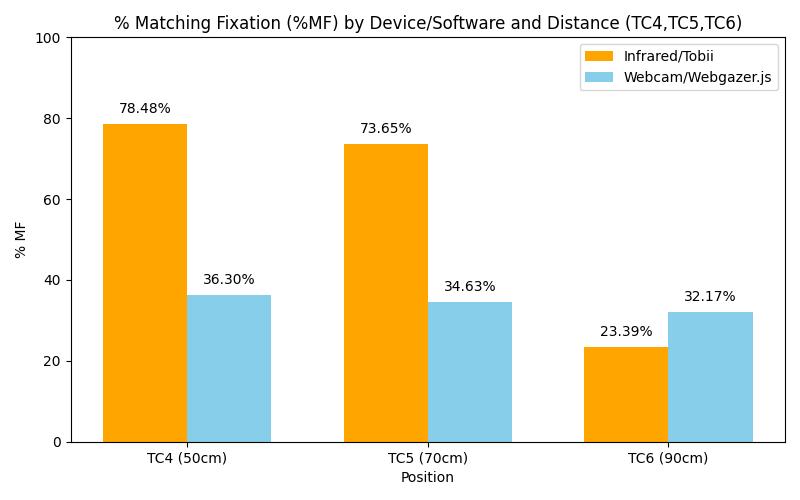 % Matching Fixation (%MF) by Device/Software and Distance (TC4,TC5,TC6)
Infrared/Tobii
Webcam/Webgazer.js
% MF
100
80
60
40
20
0
78.48%
36.30%
73.65%
34.63%
23.39%
32.17%
TC4 (50cm)
TC5 (70cm)
TC6 (90cm)
Position